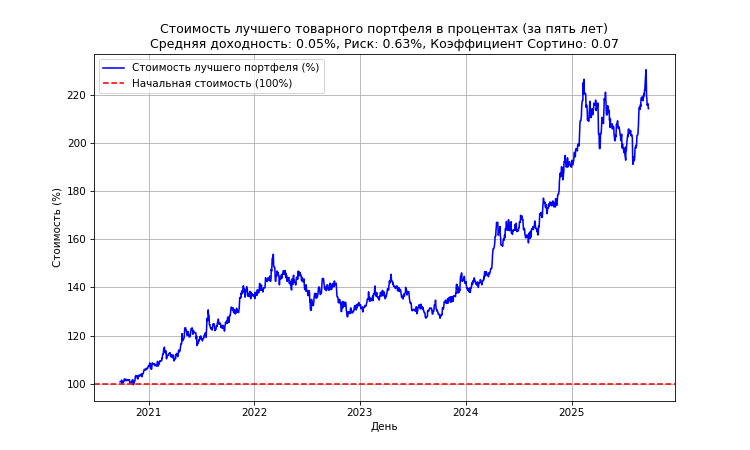 Стоимость лучшего товарного портфеля в процентах (за пять лет)
Средняя доходность: 0.05%, Риск: 0.63%, Коэффициент Сортино: 0.07
Стоимость лучшего портфеля (%)
Начальная стоимость (100%)
Стоимость (%)
220
200
180
160
140
120
100
2021 2022 2023 2024 2025
День